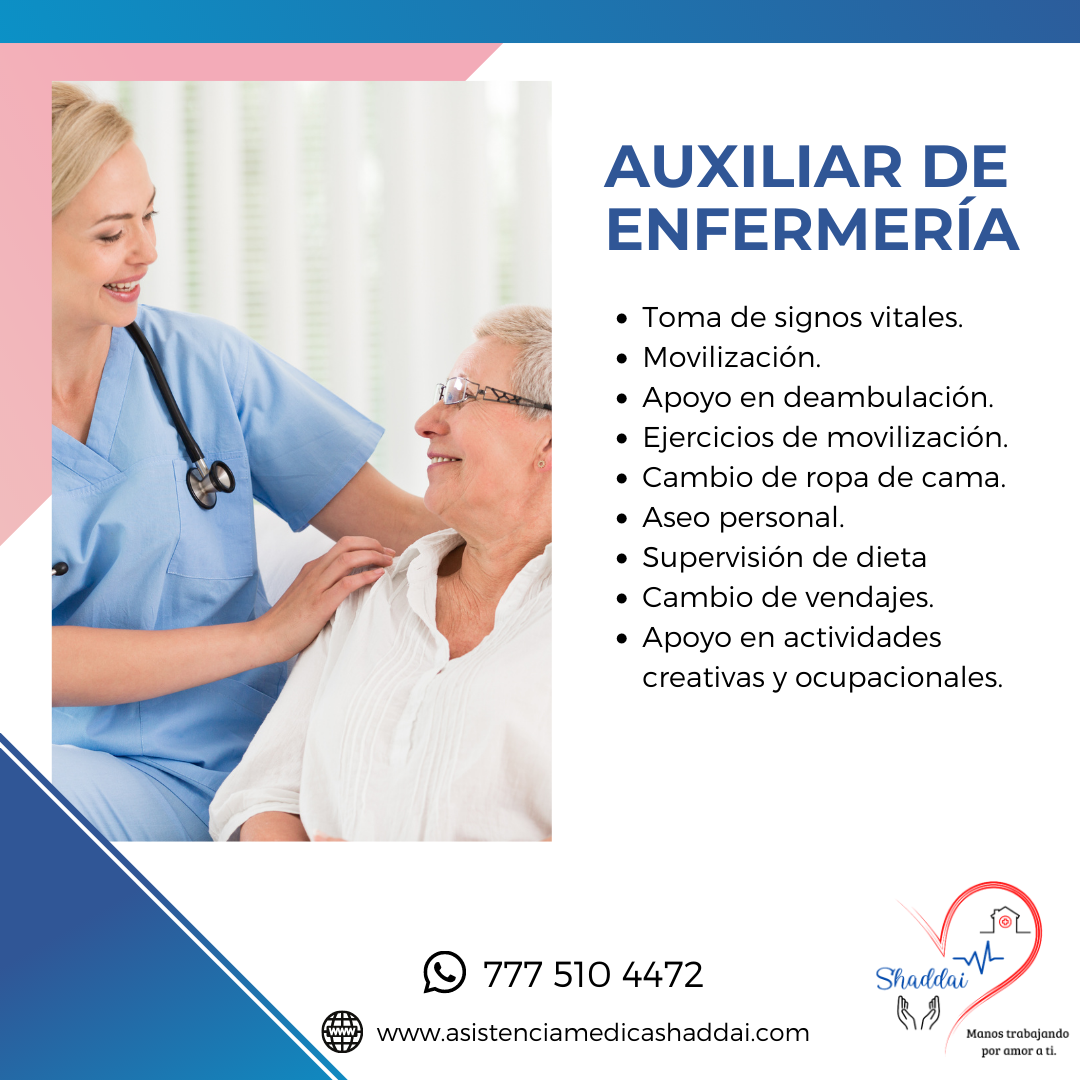 AUXILIAR DE
ENFERMERÍA
• Toma de signos vitales.
• Movilización.
• Apoyo en deambulación.
• Ejercicios de movilización.
• Cambio de ropa de cama.
• Aseo personal.
• Supervisión de dieta
• Cambio de vendajes.
• Apoyo en actividades
creativas y ocupacionales.
777 510 4472
www
www.asistenciamedicashaddai.com
Shaddai
Manos trabajando
por amor a ti.